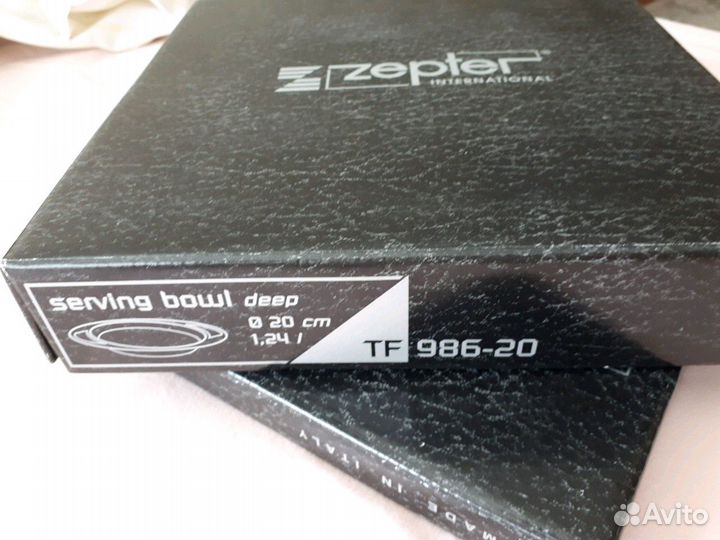 zepter®
INTERNATIONAL
serving bowl deep
Ø 20 cm
1,24 l
TF 986-20
MADE IN ITALY
Avito